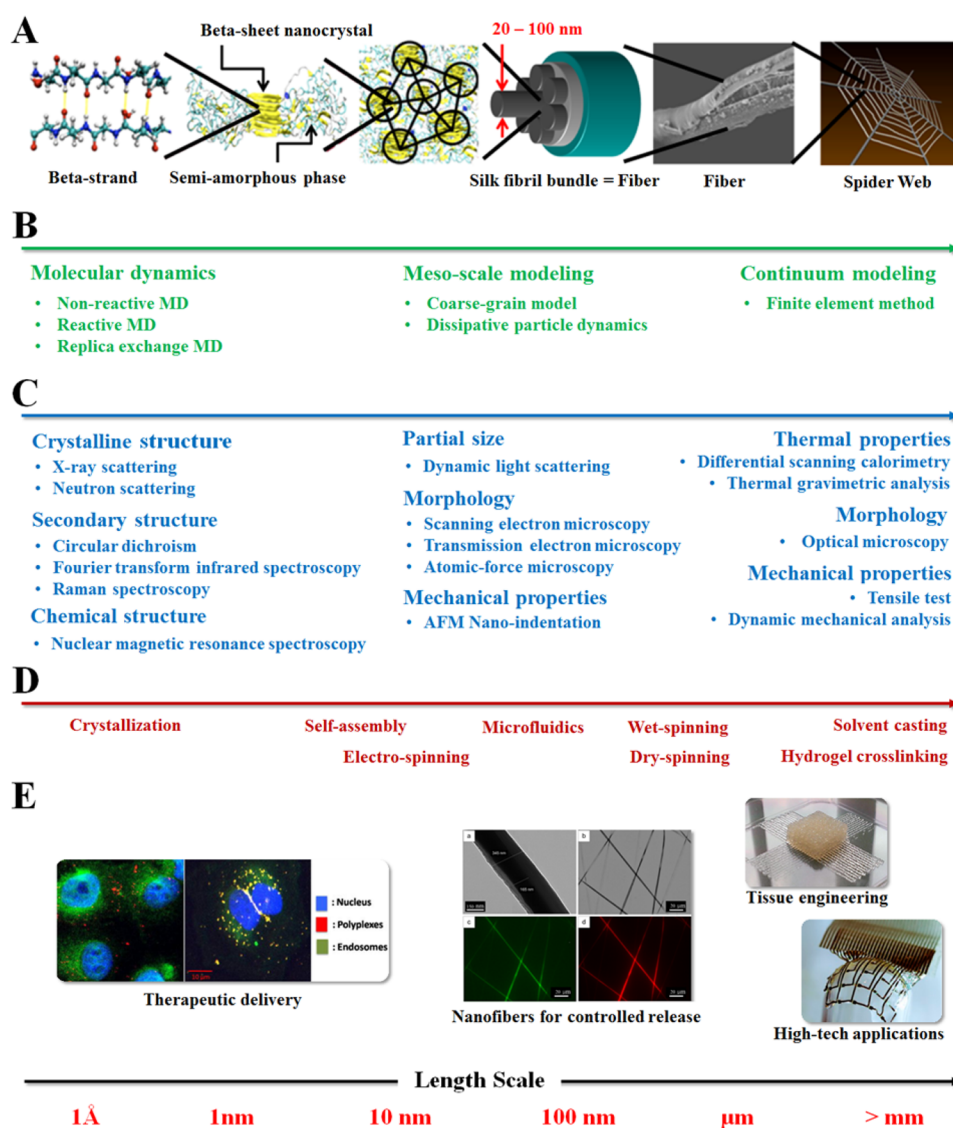 A
Beta-sheet nanocrystal
20 – 100 nm
Beta-strand
Semi-amorphous phase
Silk fibril bundle = Fiber
Fiber
Spider Web
B
Molecular dynamics
• Non-reactive MD
• Reactive MD
• Replica exchange MD
Meso-scale modeling
• Coarse-grain model
• Dissipative particle dynamics
Continuum modeling
• Finite element method
C
Crystalline structure
• X-ray scattering
• Neutron scattering
Secondary structure
• Circular dichroism
• Fourier transform infrared spectroscopy
• Raman spectroscopy
Chemical structure
• Nuclear magnetic resonance spectroscopy
Partial size
• Dynamic light scattering
Morphology
• Scanning electron microscopy
• Transmission electron microscopy
• Atomic-force microscopy
Mechanical properties
• AFM Nano-indentation
Thermal properties
• Differential scanning calorimetry
• Thermal gravimetric analysis
Morphology
• Optical microscopy
Mechanical properties
• Tensile test
• Dynamic mechanical analysis
D
Crystallization
Self-assembly
Microfluidics
Wet-spinning
Solvent casting
Electro-spinning
Dry-spinning
Hydrogel crosslinking
E
: Nucleus
: Polyplexes
: Endosomes
Therapeutic delivery
a
b
c
d
Nanofibers for controlled release
Tissue engineering
High-tech applications
Length Scale
1Å
1nm
10 nm
100 nm
μm
> mm